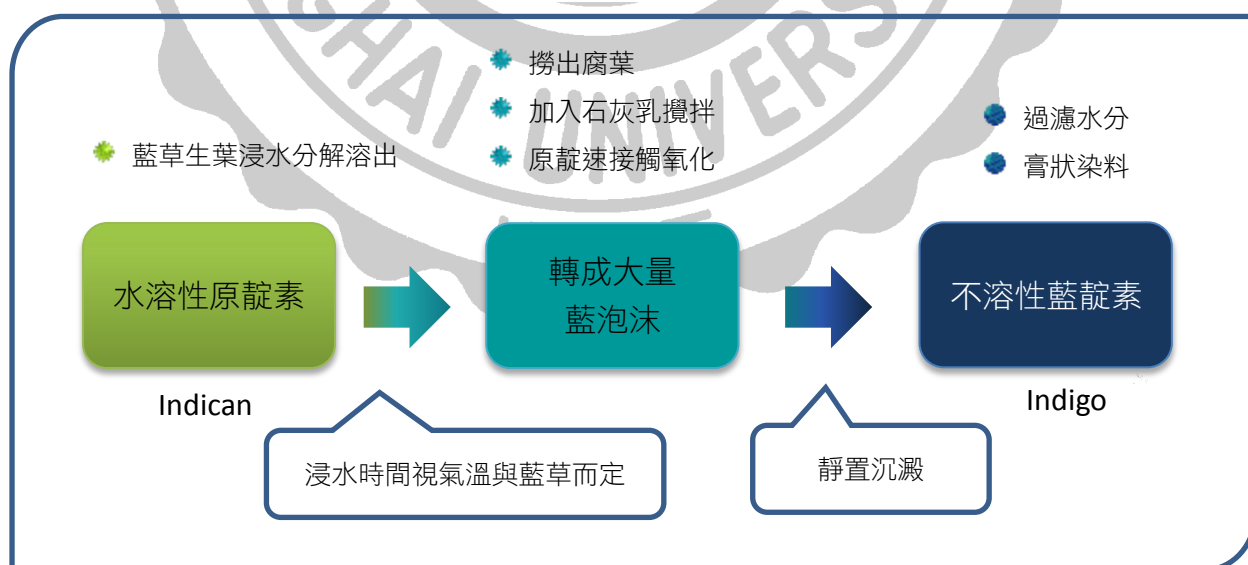 GHAI UNIVER
撈出腐葉
加入石灰乳攪拌
原靛速接觸氧化
藍草生葉浸水分解溶出
過濾水分
膏狀染料
水溶性原靛素
轉成大量
藍泡沫
不溶性藍靛素
Indican
Indigo
浸水時間視氣溫與藍草而定
靜置沉澱